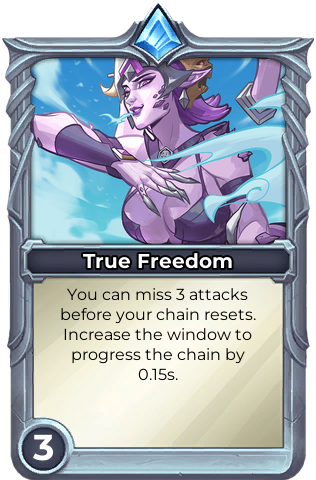 True Freedom
You can miss 3 attacks
before your chain resets.
Increase the window to
progress the chain by
0.15s.
3